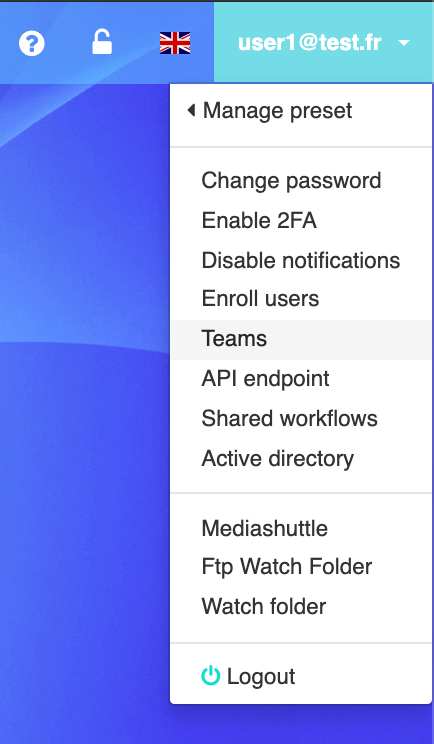 user1@test.fr
Manage preset
Change password
Enable 2FA
Disable notifications
Enroll users
Teams
API endpoint
Shared workflows
Active directory
Mediashuttle
Ftp Watch Folder
Watch folder
Logout